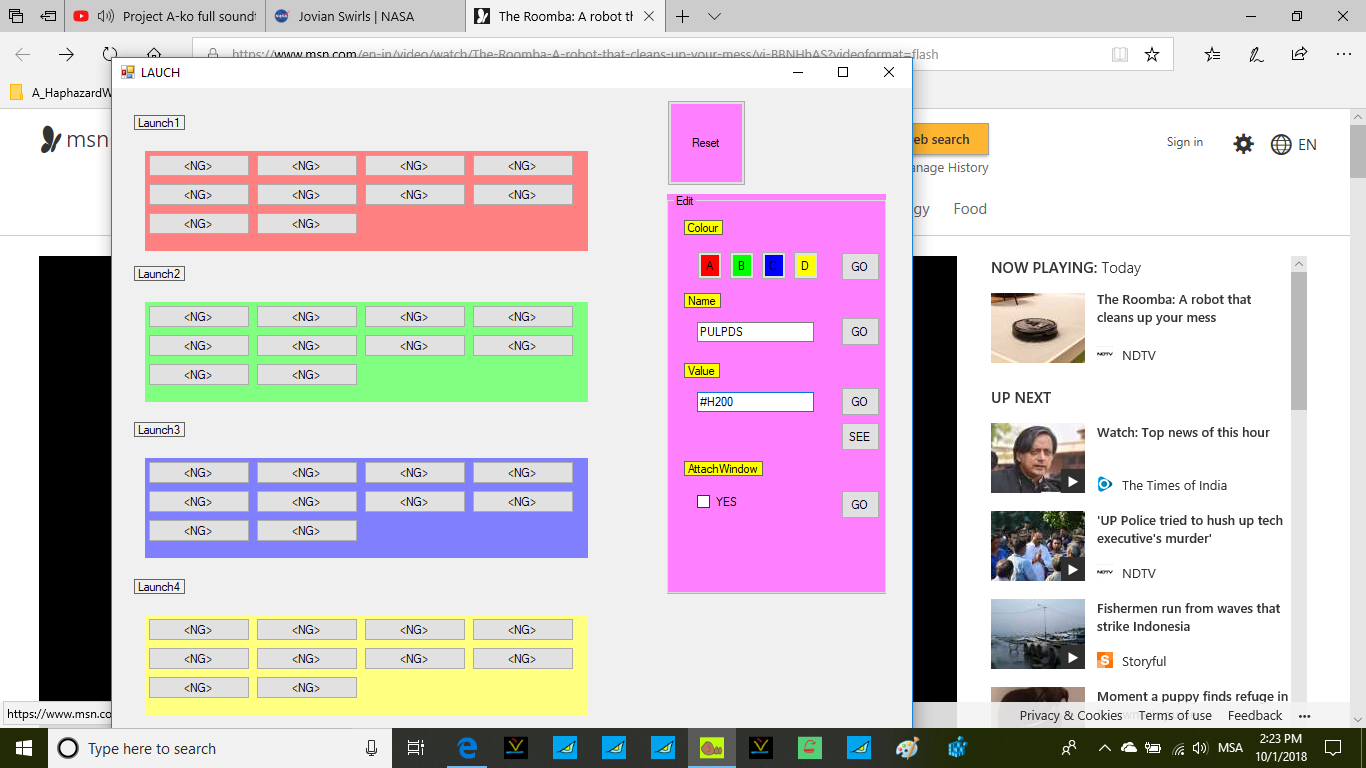 Project A-ko full soundt
Jovian Swirls | NASA
The Roomba: A robot th
https://www.msn.com/en-in/video/watch/The-Roomba-A-robot-that-cleans-up-your-mess/vi-BBNHhAS?videoformat=flash
A_HaphazardW
LAUCH
msn
eb search
anage History
Sign in
EN
gy
Food
Launch1
<NG> <NG> <NG> <NG>
<NG> <NG> <NG> <NG>
<NG> <NG>
Launch2
<NG> <NG> <NG> <NG>
<NG> <NG> <NG> <NG>
<NG> <NG>
Launch3
<NG> <NG> <NG> <NG>
<NG> <NG> <NG> <NG>
<NG> <NG>
Launch4
<NG> <NG> <NG> <NG>
<NG> <NG> <NG> <NG>
<NG> <NG>
Reset
Edit
Colour
A B C D GO
Name
PULPDS GO
Value
#H200 GO
SEE
AttachWindow
YES GO
NOW PLAYING: Today
The Roomba: A robot that
cleans up your mess
NDTV
UP NEXT
Watch: Top news of this hour
The Times of India
'UP Police tried to hush up tech
executive's murder'
NDTV
Fishermen run from waves that
strike Indonesia
Storyful
Moment a puppy finds refuge in
https://www.msn.co
Privacy & Cookies Terms of use Feedback
Type here to search
MSA
2:23 PM
10/1/2018